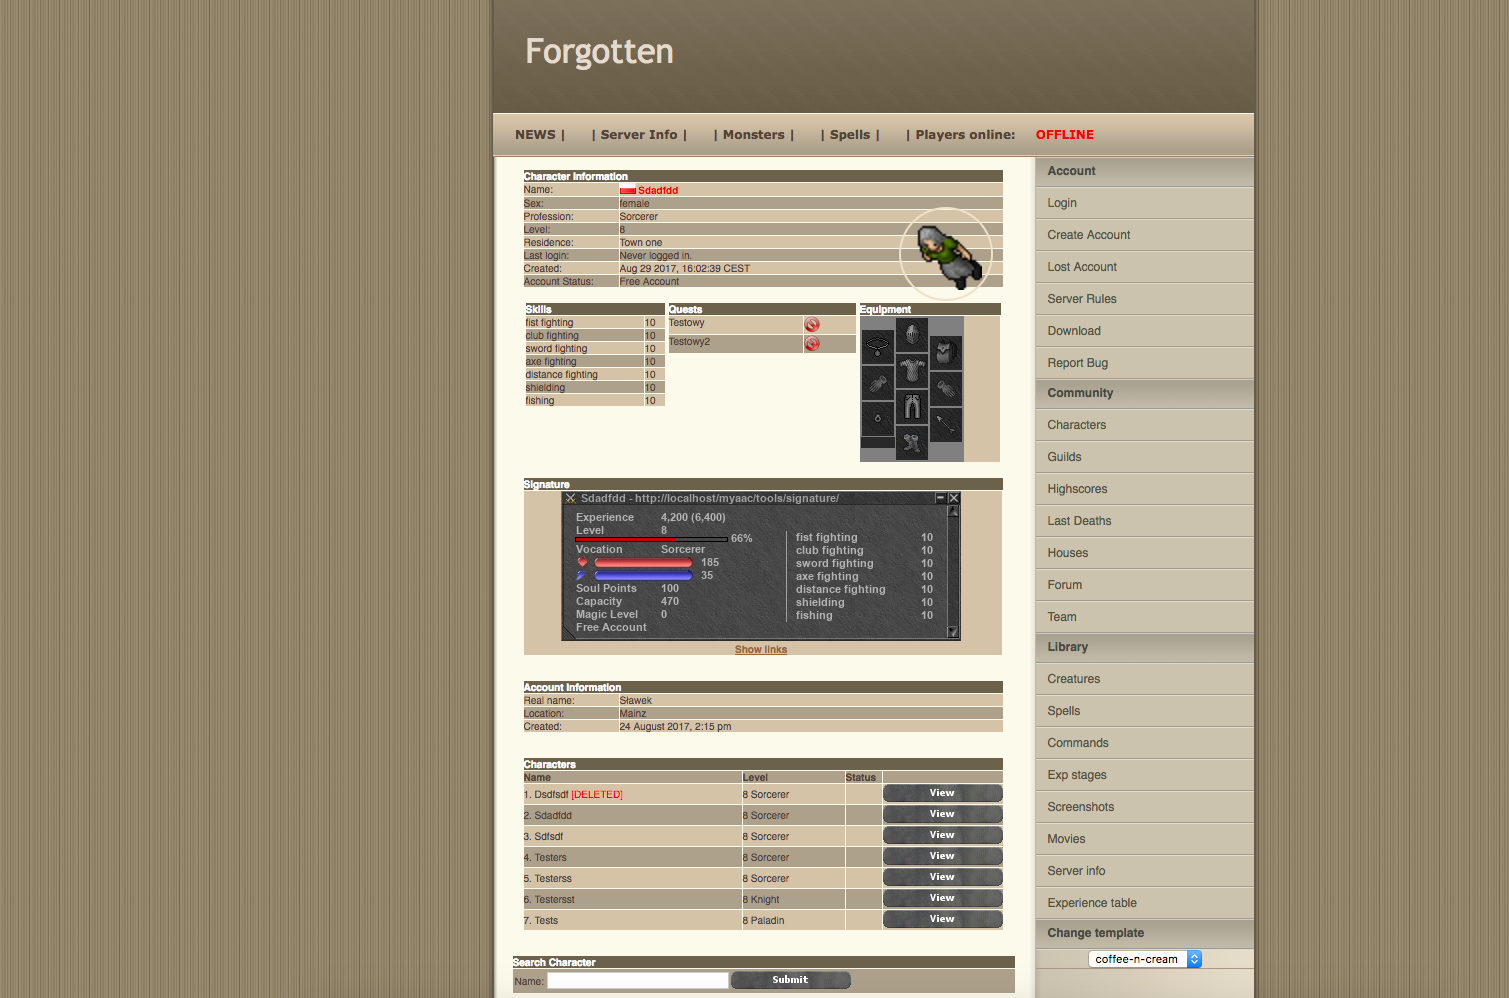 Forgotten
NEWS | | Server Info | | Monsters | | Spells | | Players online: OFFLINE
Character Information
Name: Sdadfdd
Sex: female
Profession: Sorcerer
Level: 8
Residence: Town one
Last login: Never logged in.
Created: Aug 29 2017, 16:02:39 CEST
Account Status: Free Account
Skills
fist fighting 10
club fighting 10
sword fighting 10
axe fighting 10
distance fighting 10
shielding 10
fishing 10
Quests
Testowy
Testowy2
Equipment
Signature
Sdadfdd - http://localhost/myaac/tools/signature/
Experience 4,200 (6,400)
Level 8
66%
Vocation Sorcerer
185
35
Soul Points 100
Capacity 470
Magic Level 0
Free Account
fist fighting 10
club fighting 10
sword fighting 10
axe fighting 10
distance fighting 10
shielding 10
fishing 10
Show links
Account Information
Real name: Sławek
Location: Mainz
Created: 24 August 2017, 2:15 pm
Characters
Name Level Status
1. Dsdfsdf [DELETED] 8 Sorcerer View
2. Sdadfdd 8 Sorcerer View
3. Sdfsdf 8 Sorcerer View
4. Testers 8 Sorcerer View
5. Testerss 8 Sorcerer View
6. Testersst 8 Knight View
7. Tests 8 Paladin View
Search Character
Name: Submit
Account
Login
Create Account
Lost Account
Server Rules
Download
Report Bug
Community
Characters
Guilds
Highscores
Last Deaths
Houses
Forum
Team
Library
Creatures
Spells
Commands
Exp stages
Screenshots
Movies
Server info
Experience table
Change template
coffee-n-cream